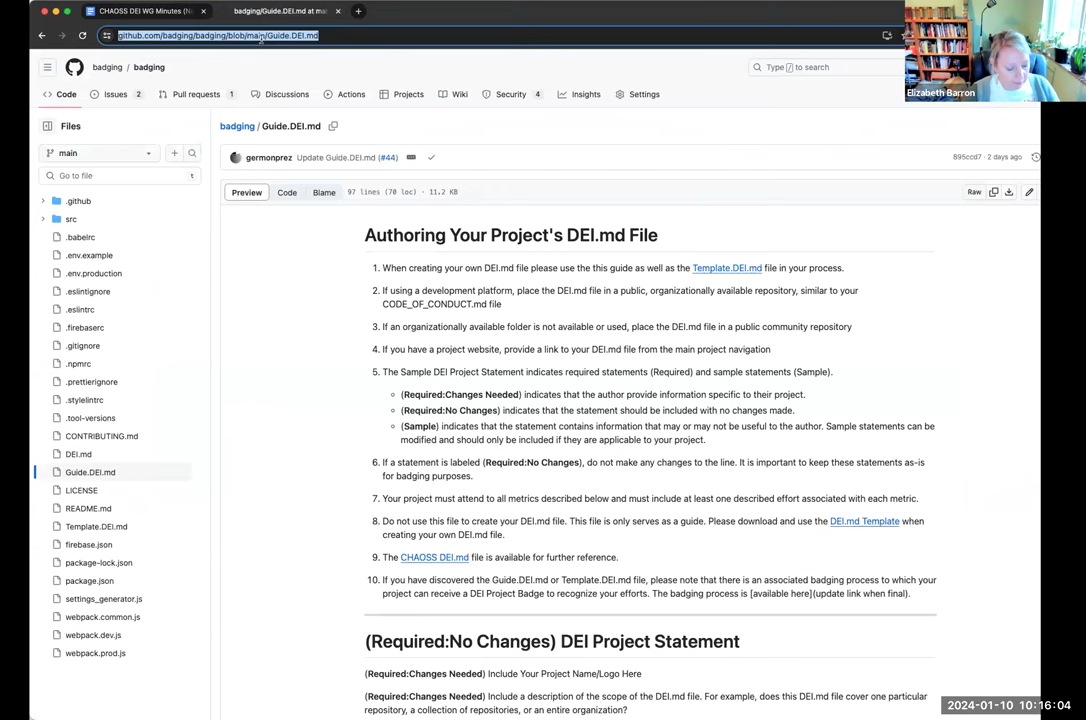 CHAOSS DEI WG Minutes (N
badging/Guide.DEI.md at ma
github.com/badging/badging/blob/main/Guide.DEI.md
badging / badging
Type / to search
Elizabeth Barron
Code
Issues 2
Pull requests 1
Discussions
Actions
Projects
Wiki
Security 4
Insights
Settings
Files
badging / Guide.DEI.md
main
germonprez Update Guide.DEI.md (#44)
895ccd7 · 2 days ago
Go to file t
Preview
Code
Blame
97 lines (70 loc) · 11.2 KB
Raw
.github
src
.babelrc
.env.example
.env.production
.eslintignore
.eslintrc
.firebaserc
.gitignore
.npmrc
.prettierignore
.stylelintrc
.tool-versions
CONTRIBUTING.md
DEI.md
Guide.DEI.md
LICENSE
README.md
Template.DEI.md
firebase.json
package-lock.json
package.json
settings_generator.js
webpack.common.js
webpack.dev.js
webpack.prod.js
Authoring Your Project's DEI.md File
1. When creating your own DEI.md file please use the this guide as well as the Template.DEI.md file in your process.
2. If using a development platform, place the DEI.md file in a public, organizationally available repository, similar to your
CODE_OF_CONDUCT.md file
3. If an organizationally available folder is not available or used, place the DEI.md file in a public community repository
4. If you have a project website, provide a link to your DEI.md file from the main project navigation
5. The Sample DEI Project Statement indicates required statements (Required) and sample statements (Sample).
(Required:Changes Needed) indicates that the author provide information specific to their project.
(Required:No Changes) indicates that the statement should be included with no changes made.
(Sample) indicates that the statement contains information that may or may not be useful to the author. Sample statements can be
modified and should only be included if they are applicable to your project.
6. If a statement is labeled (Required:No Changes), do not make any changes to the line. It is important to keep these statements as-is
for badging purposes.
7. Your project must attend to all metrics described below and must include at least one described effort associated with each metric.
8. Do not use this file to create your DEI.md file. This file is only serves as a guide. Please download and use the DEI.md Template when
creating your own DEI.md file.
9. The CHAOSS DEI.md file is available for further reference.
10. If you have discovered the Guide.DEI.md or Template.DEI.md file, please note that there is an associated badging process to which your
project can receive a DEI Project Badge to recognize your efforts. The badging process is [available here](update link when final).
(Required:No Changes) DEI Project Statement
(Required:Changes Needed) Include Your Project Name/Logo Here
(Required:Changes Needed) Include a description of the scope of the DEI.md file. For example, does this DEI.md file cover one particular
repository, a collection of repositories, or an entire organization?
2024-01-10 10:16:04